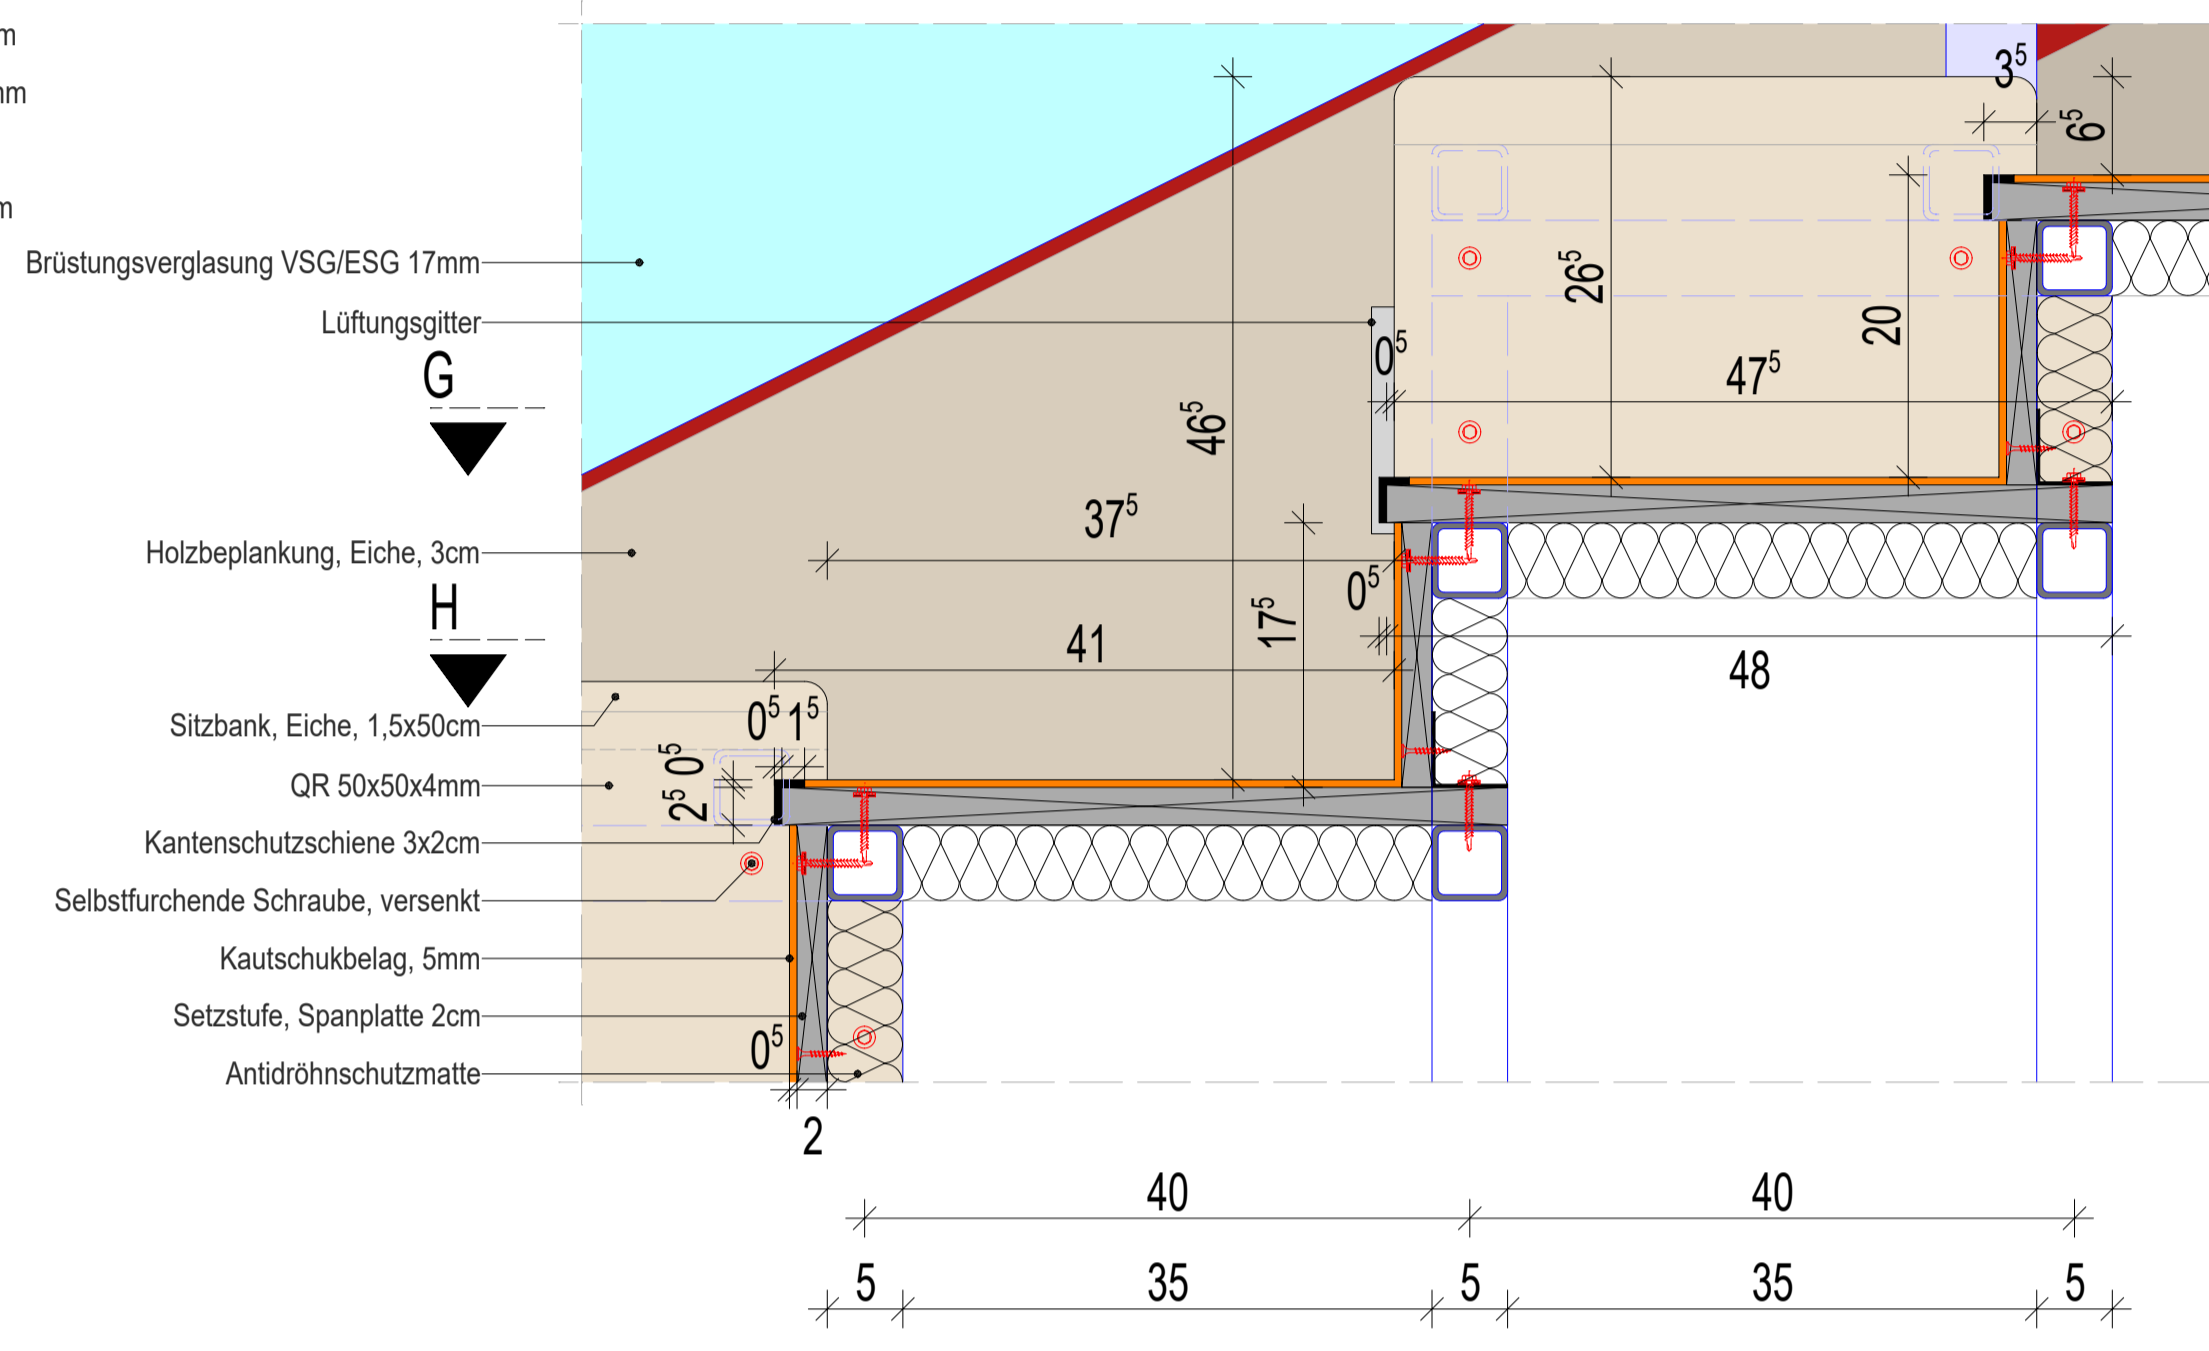 m
m
m
Brüstungsverglasung VSG/ESG 17mm
Lüftungsgitter
G
Holzbeplankung, Eiche, 3cm
H
Sitzbank, Eiche, 1,5x50cm
QR 50x50x4mm
Kantenschutzschiene 3x2cm
Selbstfurchende Schraube, versenkt
Kautschukbelag, 5mm
Setzstufe, Spanplatte 2cm
Antidröhnschutzmatte
3⁵
6⁵
26⁵
20
0⁵
47⁵
46⁵
37⁵
0⁵
17⁵
41
48
0⁵ 1⁵
0⁵
2⁵
0⁵
2
40 40
5 35 5 35 5